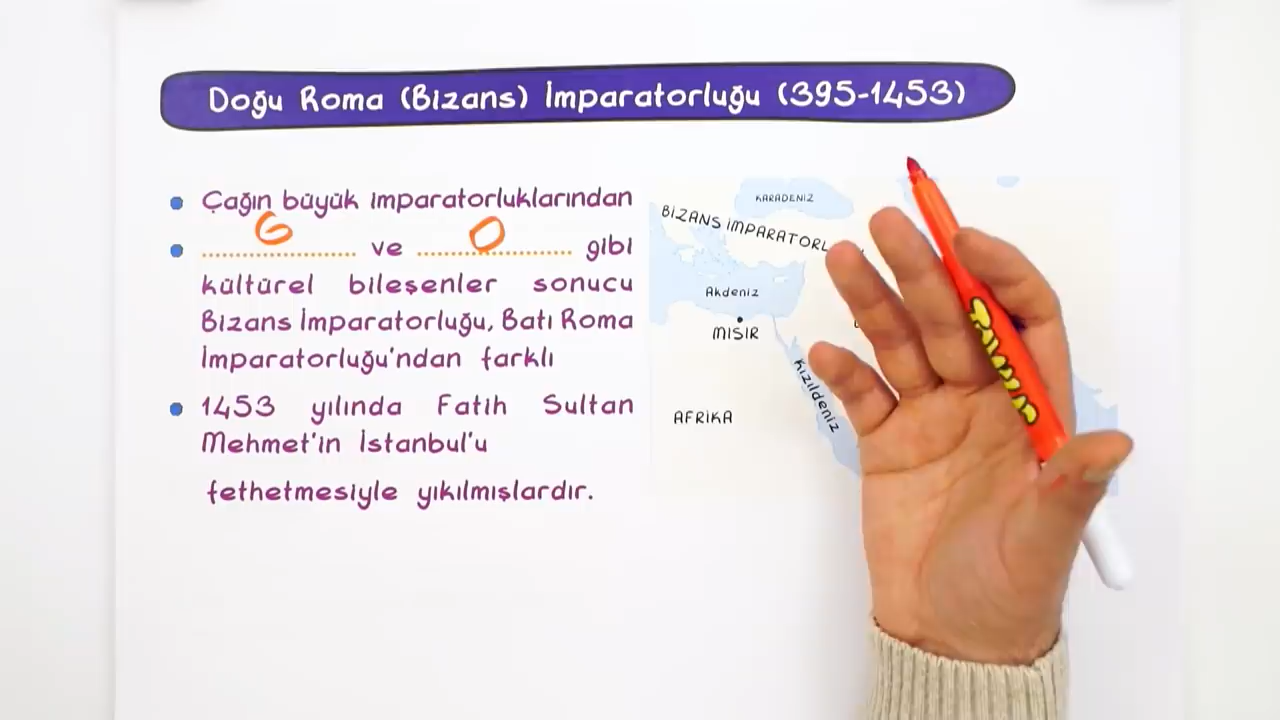 Doğu Roma (Bizans) İmparatorluğu (395-1453)
Çağın büyük imparatorluklarından
G O
.................... ve .................... gibi
kültürel bileşenler sonucu
Bizans İmparatorluğu, Batı Roma
İmparatorluğu'ndan farklı
1453 yılında Fatih Sultan
Mehmet'in İstanbul'u
fethetmesiyle yıkılmışlardır.
KARADENİZ
BİZANS İMPARATORL
Akdeniz
MISIR
Kızıldeniz
AFRİKA